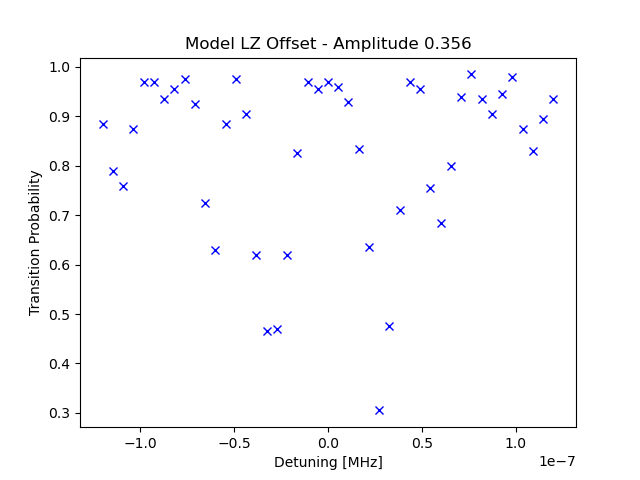 Model LZ Offset - Amplitude 0.356
1.0
0.9
0.8
0.7
0.6
0.5
0.4
0.3
Transition Probability
−1.0 −0.5 0.0 0.5 1.0
1e−7
Detuning [MHz]